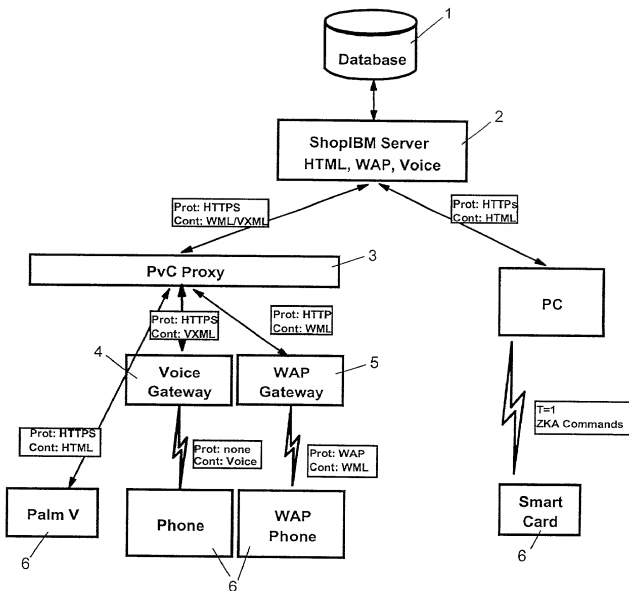 1
Database
2
ShopIBM Server
HTML, WAP, Voice
Prot: HTTPS
Cont: WML/VXML
Prot: HTTPs
Cont: HTML
3
PvC Proxy
PC
Prot: HTTPS
Cont: VXML
Prot: HTTP
Cont: WML
4
Voice
Gateway
WAP
Gateway
5
T=1
ZKA Commands
Prot: HTTPS
Cont: HTML
Prot: none
Cont: Voice
Prot: WAP
Cont: WML
Palm V
Phone
WAP
Phone
Smart
Card
6
6
6